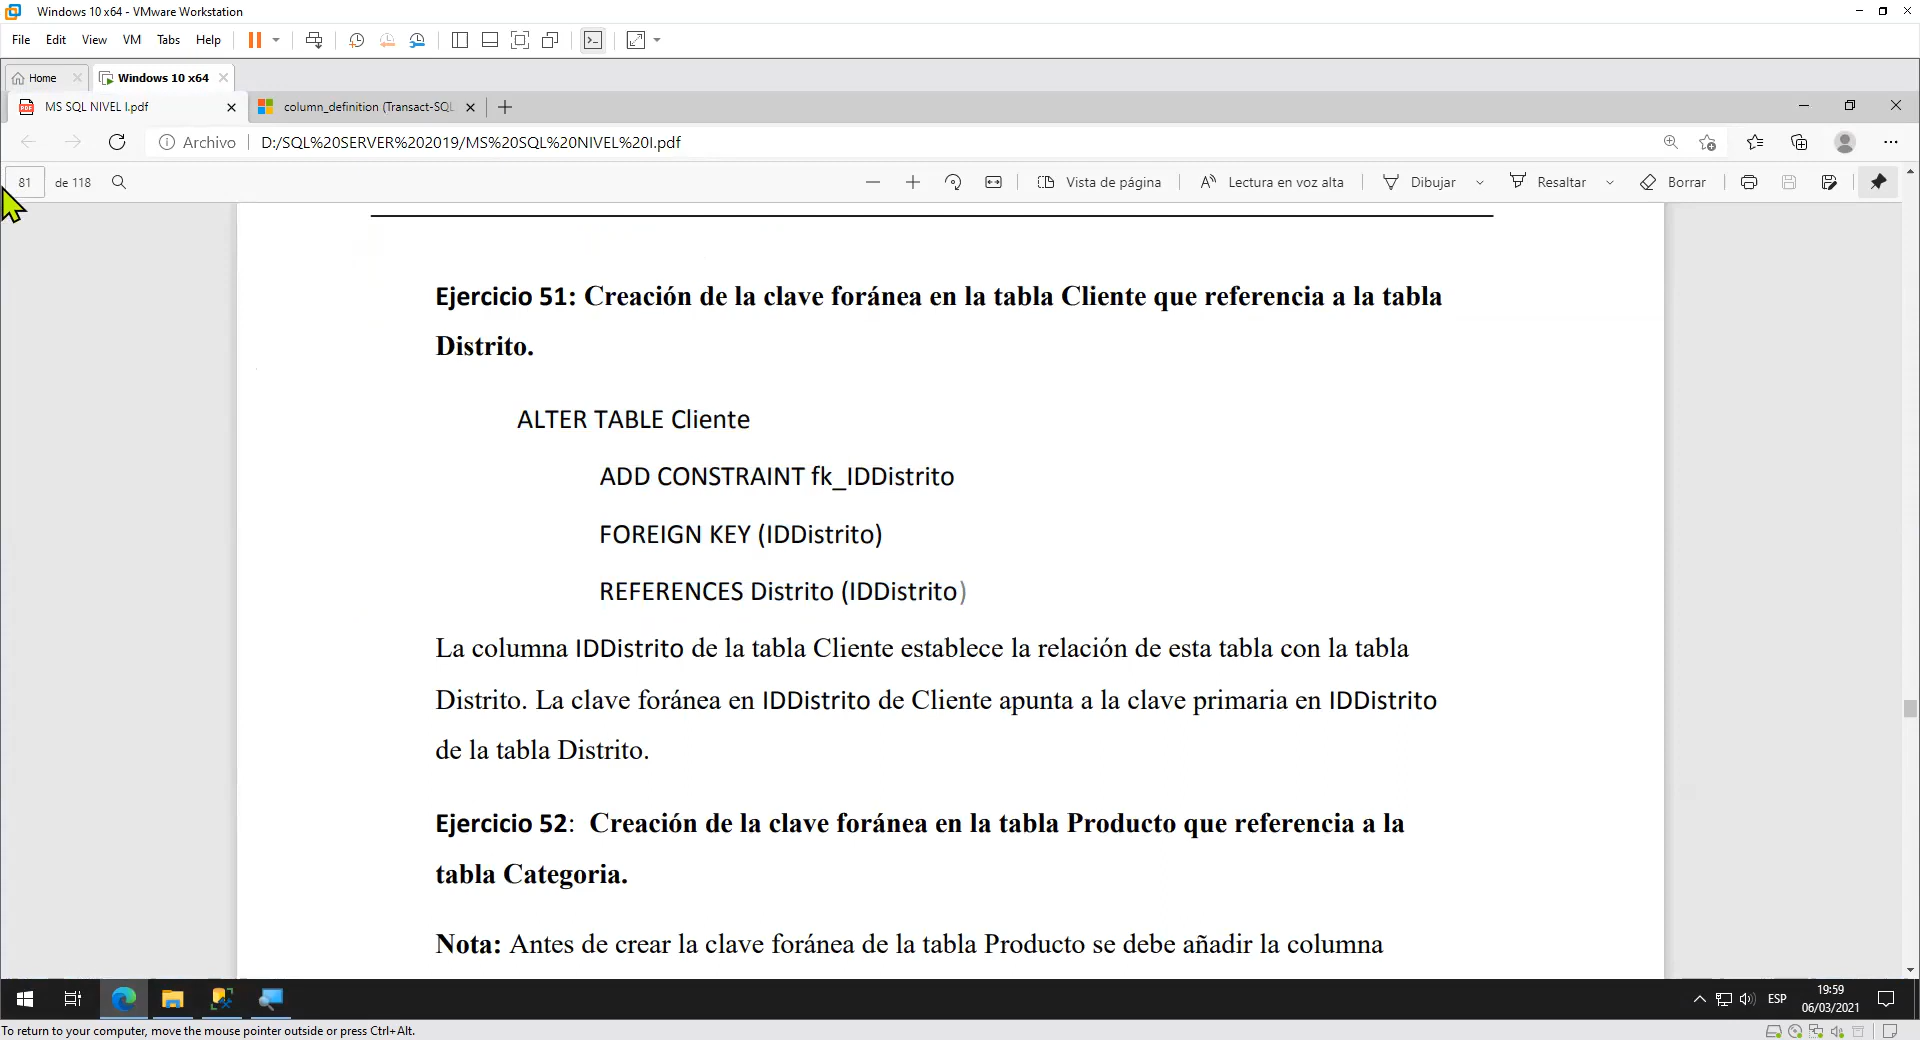 Windows 10 x64 - VMware Workstation
File Edit View VM Tabs Help
Home Windows 10 x64
MS SQL NIVEL I.pdf column_definition (Transact-SQL
Archivo D:/SQL%20SERVER%202019/MS%20SQL%20NIVEL%20I.pdf
81 de 118 Vista de página Lectura en voz alta Dibujar Resaltar Borrar
Ejercicio 51: Creación de la clave foránea en la tabla Cliente que referencia a la tabla
Distrito.
ALTER TABLE Cliente
ADD CONSTRAINT fk_IDDistrito
FOREIGN KEY (IDDistrito)
REFERENCES Distrito (IDDistrito)
La columna IDDistrito de la tabla Cliente establece la relación de esta tabla con la tabla
Distrito. La clave foránea en IDDistrito de Cliente apunta a la clave primaria en IDDistrito
de la tabla Distrito.
Ejercicio 52: Creación de la clave foránea en la tabla Producto que referencia a la
tabla Categoria.
Nota: Antes de crear la clave foránea de la tabla Producto se debe añadir la columna
ESP
19:59
06/03/2021
To return to your computer, move the mouse pointer outside or press Ctrl+Alt.